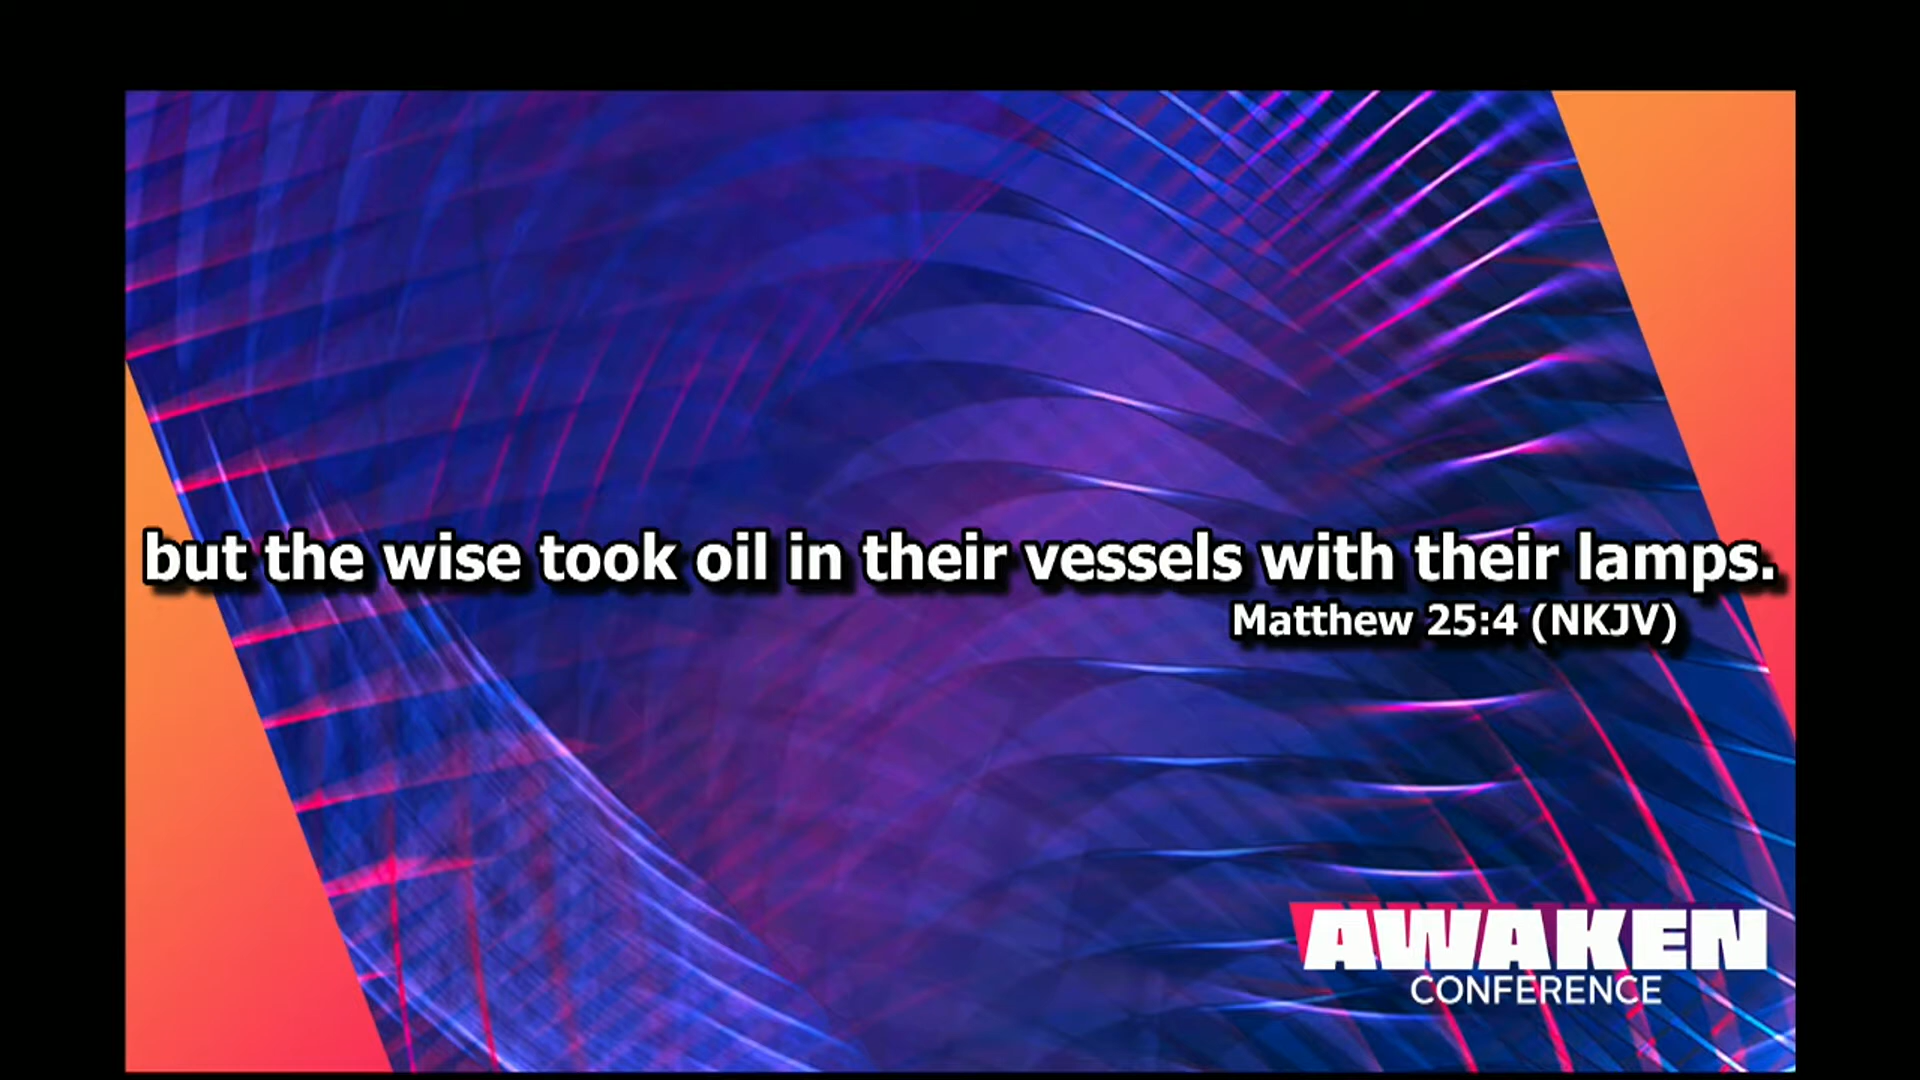 but the wise took oil in their vessels with their lamps.
Matthew 25:4 (NKJV)
AWAKEN
CONFERENCE